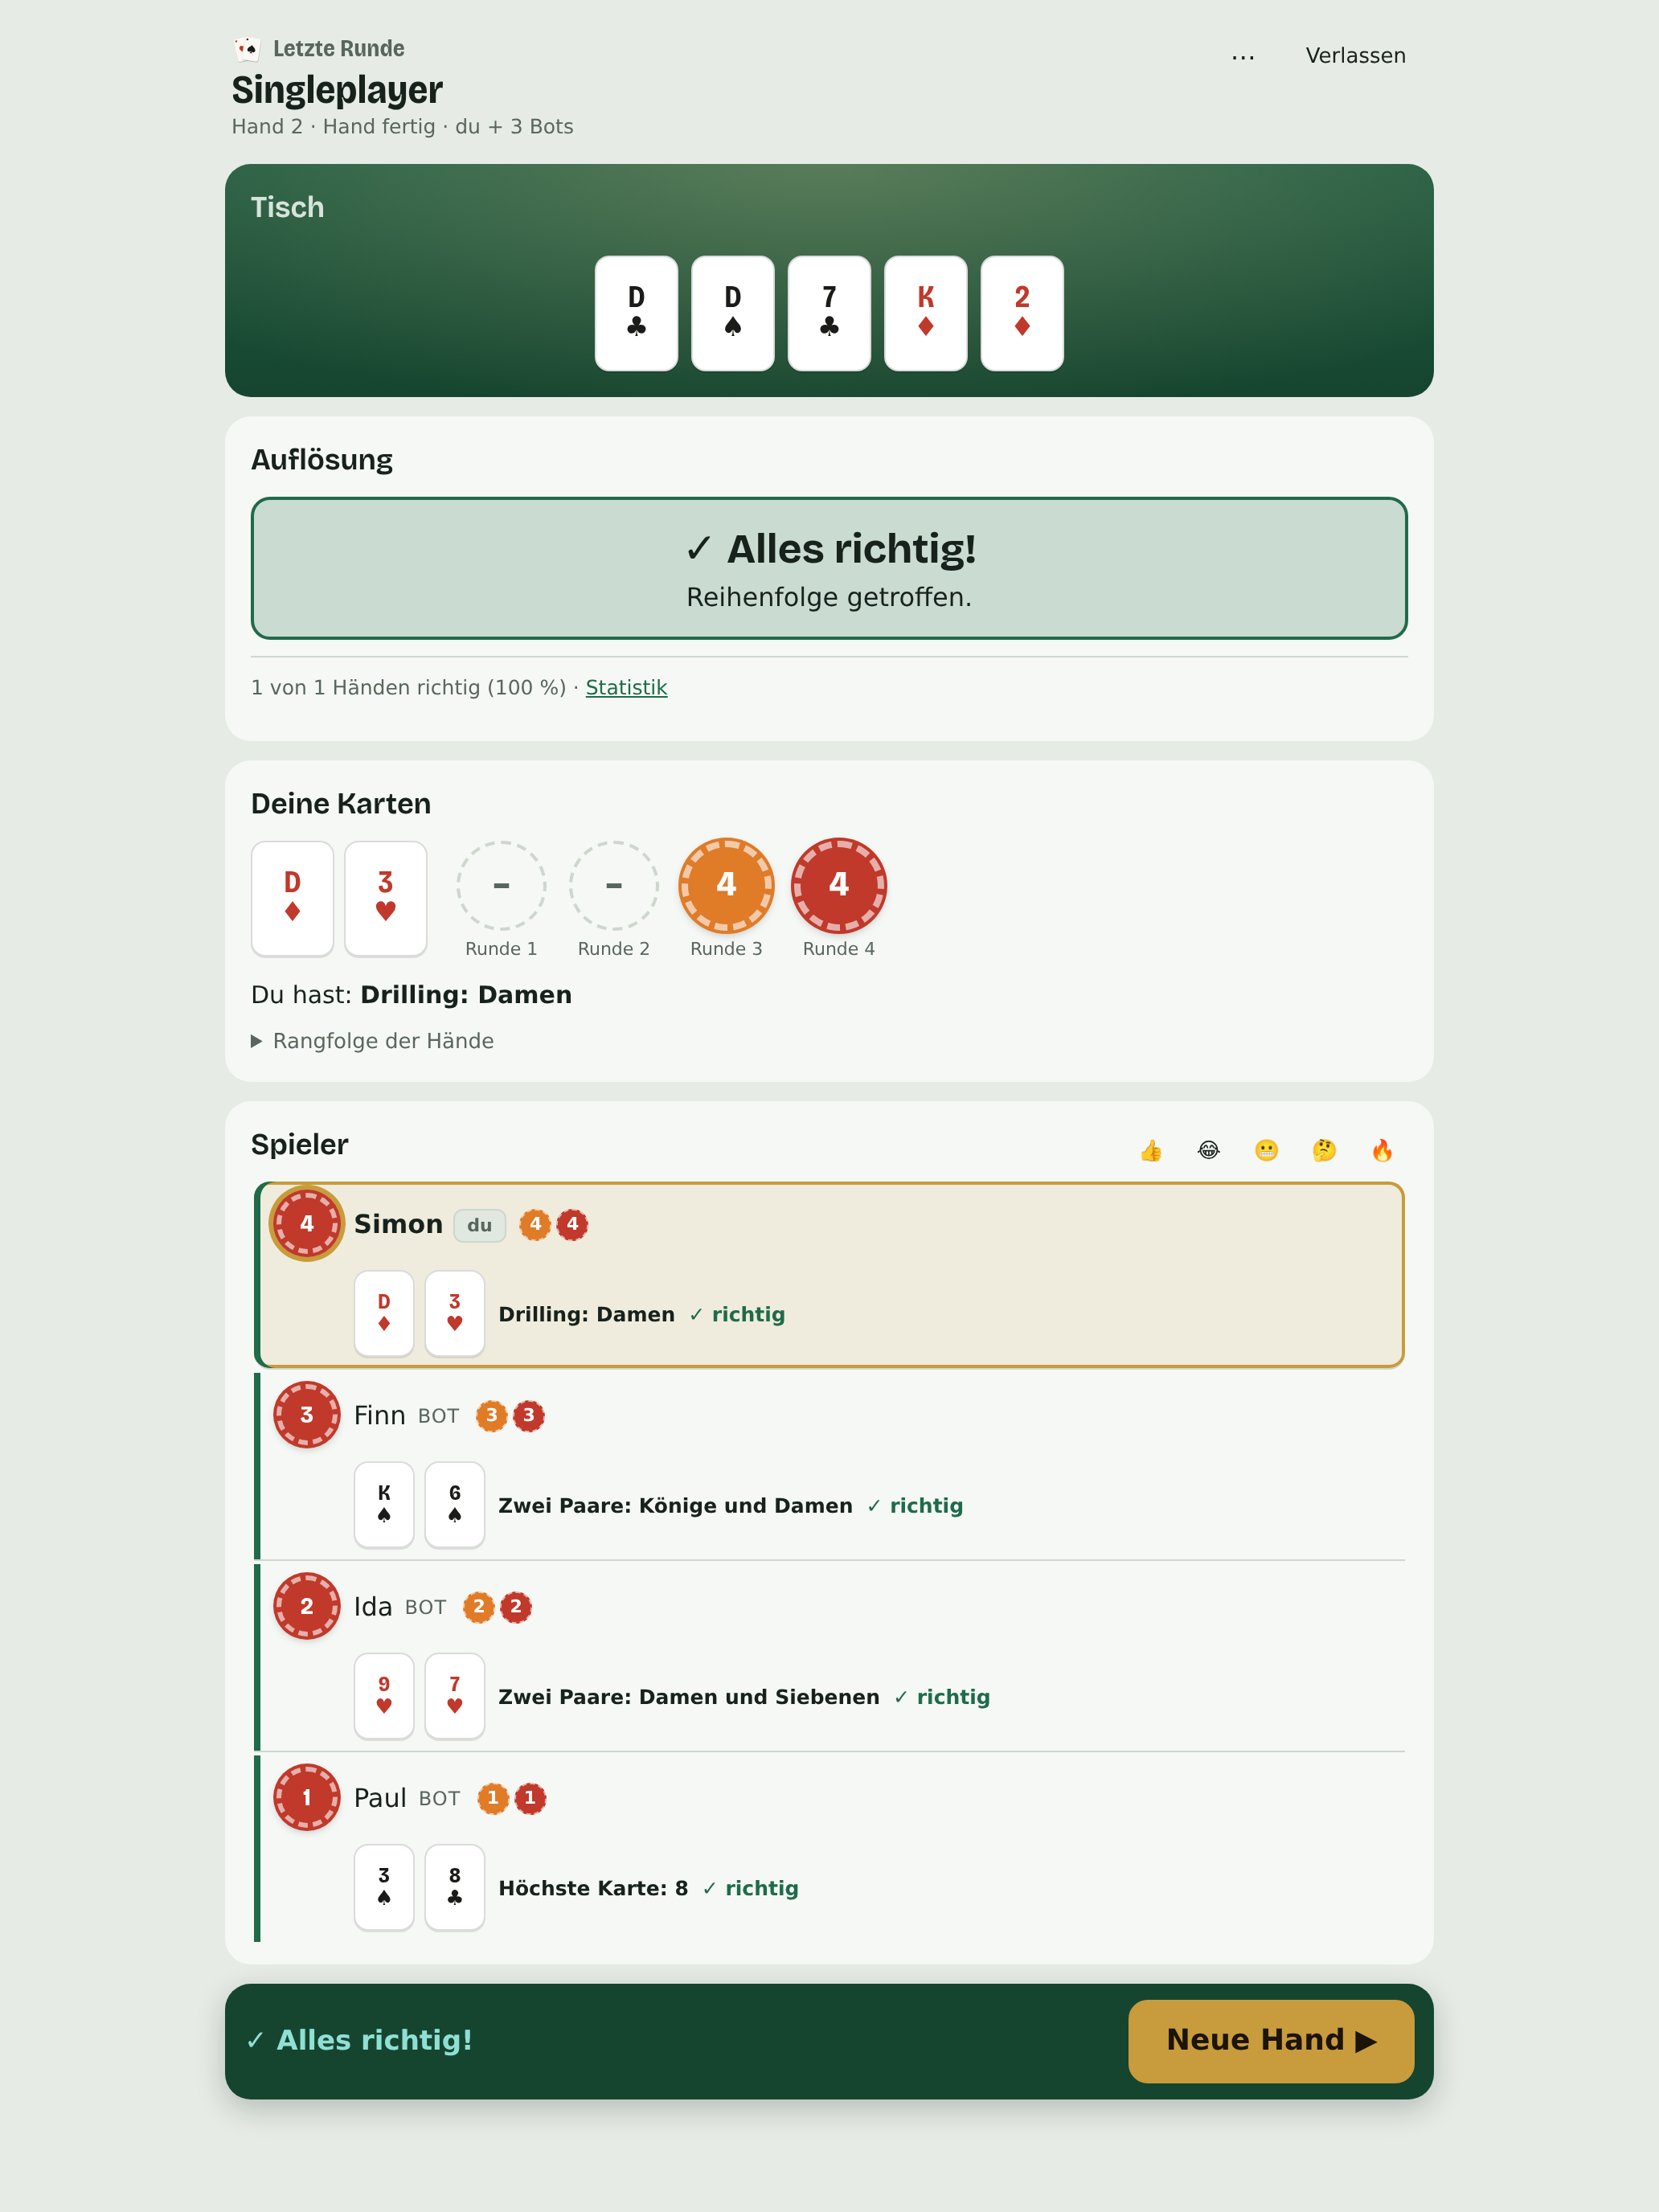 Letzte Runde
Singleplayer
Hand 2 · Hand fertig · du + 3 Bots
… Verlassen
Tisch
D D 7 K 2
♣ ♠ ♣ ♦ ♦
Auflösung
✓ Alles richtig!
Reihenfolge getroffen.
1 von 1 Händen richtig (100 %) · Statistik
Deine Karten
D 3 – – 4 4
♦ ♥
Runde 1 Runde 2 Runde 3 Runde 4
Du hast: Drilling: Damen
▶ Rangfolge der Hände
Spieler
4 Simon du 4 4
D 3
♦ ♥
Drilling: Damen ✓ richtig
3 Finn BOT 3 3
K 6
♠ ♠
Zwei Paare: Könige und Damen ✓ richtig
2 Ida BOT 2 2
9 7
♥ ♥
Zwei Paare: Damen und Siebenen ✓ richtig
1 Paul BOT 1 1
3 8
♠ ♣
Höchste Karte: 8 ✓ richtig
✓ Alles richtig! Neue Hand ▶